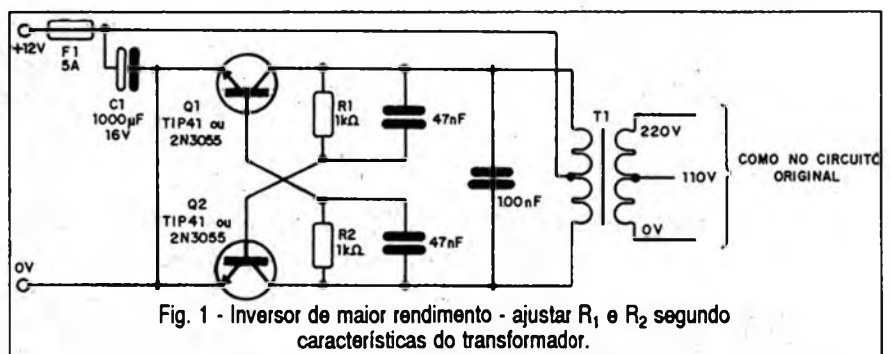 +12V
F1
5A
C1
1000µF
16V
Q1
TIP41 ou
2N3055
R1
1kΩ
47nF
Q2
TIP41 ou
2N3055
R2
1kΩ
47nF
100nF
T1
220V
110V
0V
COMO NO CIRCUITO
ORIGINAL
0V
Fig. 1 - Inversor de maior rendimento - ajustar R₁ e R₂ segundo
características do transformador.